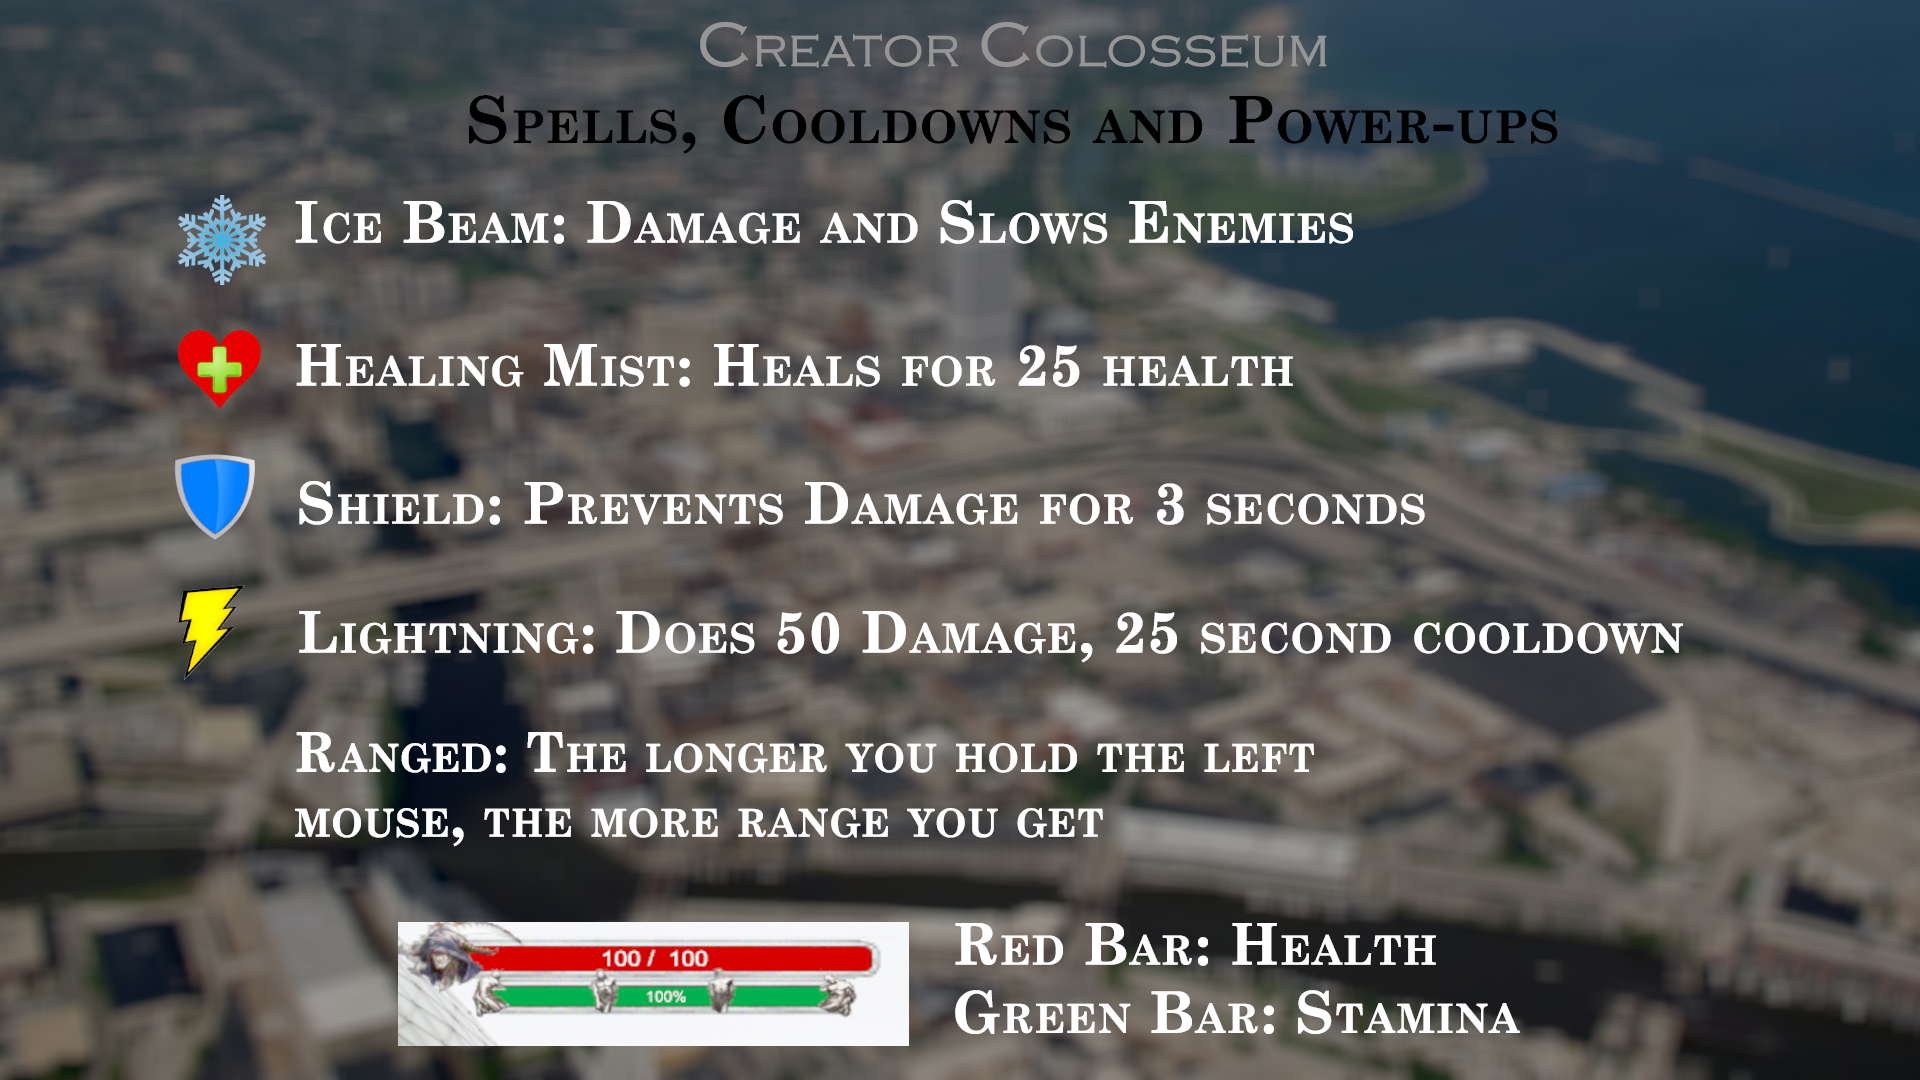 Creator Colosseum
Spells, Cooldowns and Power-ups
Ice Beam: Damage and Slows Enemies
Healing Mist: Heals for 25 health
Shield: Prevents Damage for 3 seconds
Lightning: Does 50 Damage, 25 second cooldown
Ranged: The longer you hold the left
mouse, the more range you get
100 / 100
100%
Red Bar: Health
Green Bar: Stamina